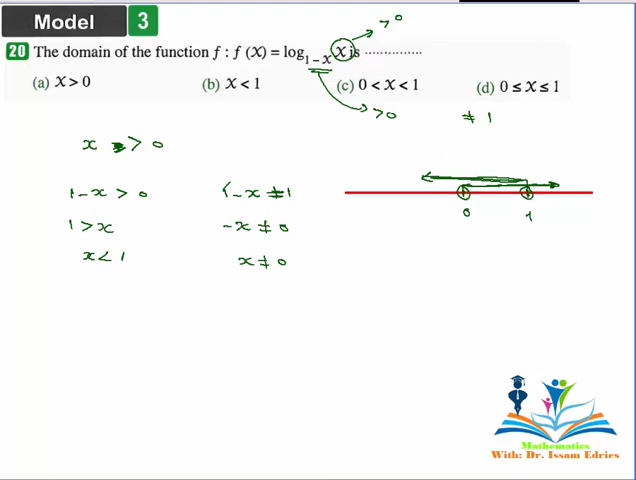 Model 3
> 0
20 The domain of the function f : f (X) = log₁₋ₓ X is ..................
(a) X > 0 (b) X < 1 (c) 0 < X < 1 (d) 0 ≤ X ≤ 1
> 0 ≠ 1
x > 0
1 - x > 0 1 - x ≠ 1
1 > x - x ≠ 0
x < 1 x ≠ 0
0 1
Mathematics
With: Dr. Issam Edries